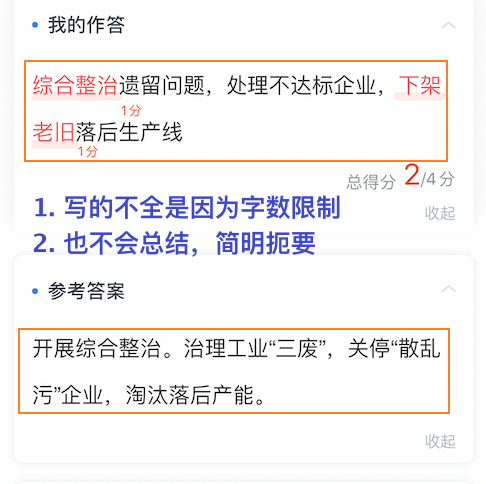 我的作答
综合整治遗留问题，处理不达标企业，下架
1分
老旧落后生产线
1分
总得分 2/4分
1. 写的不全是因为字数限制
收起
2. 也不会总结，简明扼要
参考答案
开展综合整治。治理工业“三废”，关停“散乱
污”企业，淘汰落后产能。
收起